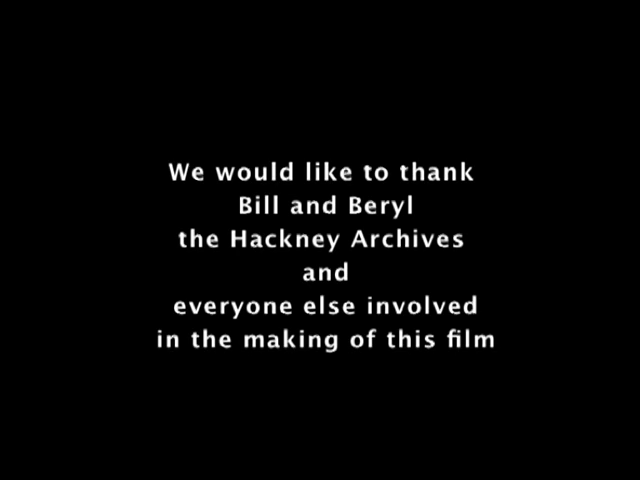 We would like to thank
Bill and Beryl
the Hackney Archives
and
everyone else involved
in the making of this film